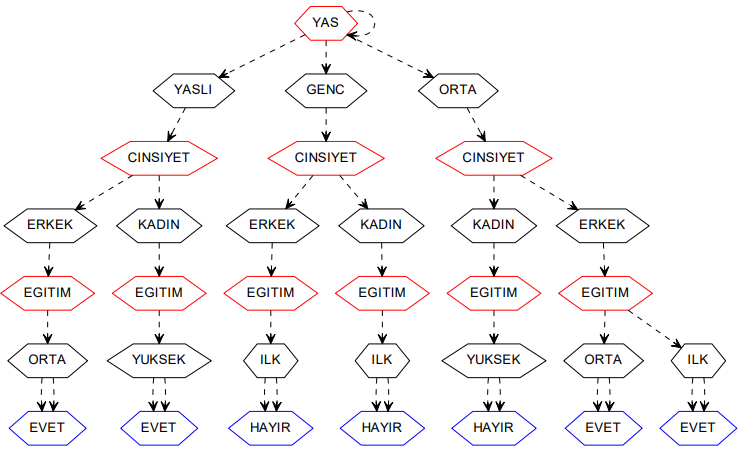 YAS
YASLI GENC ORTA
CINSIYET CINSIYET CINSIYET
ERKEK KADIN ERKEK KADIN KADIN ERKEK
EGITIM EGITIM EGITIM EGITIM EGITIM EGITIM
ORTA YUKSEK ILK ILK YUKSEK ORTA ILK
EVET EVET HAYIR HAYIR HAYIR EVET EVET